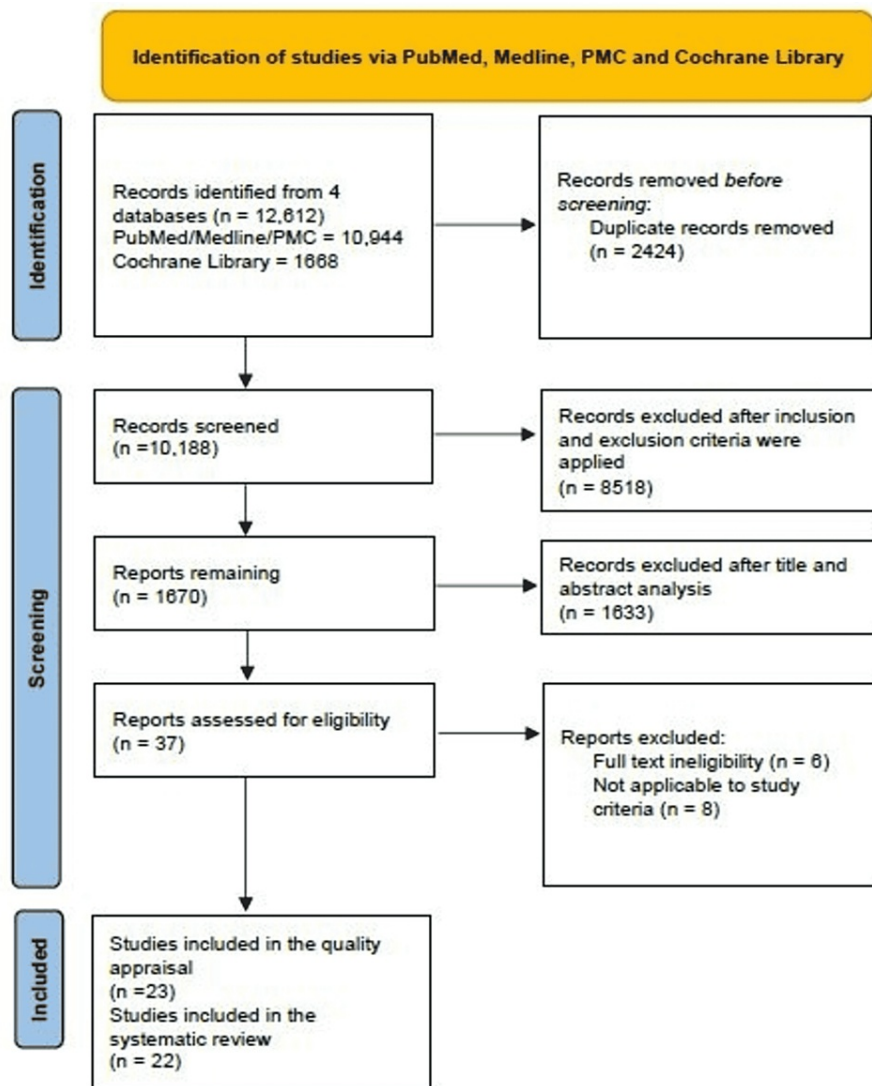 Identification of studies via PubMed, Medline, PMC and Cochrane Library
Identification
Records identified from 4
databases (n = 12,612)
PubMed/Medline/PMC = 10,944
Cochrane Library = 1668
Records removed before
screening:
Duplicate records removed
(n = 2424)
Screening
Records screened
(n =10,188)
Records excluded after inclusion
and exclusion criteria were
applied
(n = 8518)
Reports remaining
(n = 1670)
Records excluded after title and
abstract analysis
(n = 1633)
Reports assessed for eligibility
(n = 37)
Reports excluded:
Full text ineligibility (n = 6)
Not applicable to study
criteria (n = 8)
Included
Studies included in the quality
appraisal
(n =23)
Studies included in the
systematic review
(n = 22)